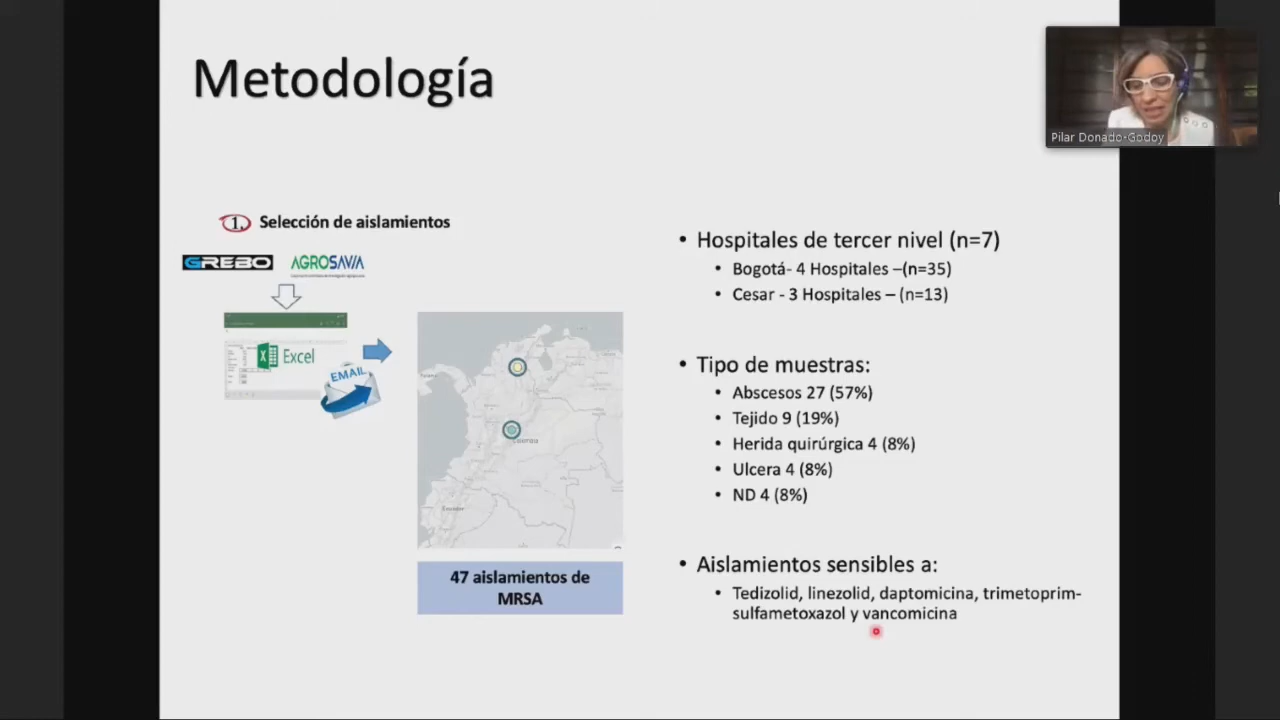 Metodología
Pilar Donado-Godoy
1. Selección de aislamientos
GREBO
AGROSAVIA
Excel
EMAIL
Ecuador
47 aislamientos de
MRSA
• Hospitales de tercer nivel (n=7)
• Bogotá- 4 Hospitales –(n=35)
• Cesar - 3 Hospitales – (n=13)
• Tipo de muestras:
• Abscesos 27 (57%)
• Tejido 9 (19%)
• Herida quirúrgica 4 (8%)
• Ulcera 4 (8%)
• ND 4 (8%)
• Aislamientos sensibles a:
• Tedizolid, linezolid, daptomicina, trimetoprim-
sulfametoxazol y vancomicina